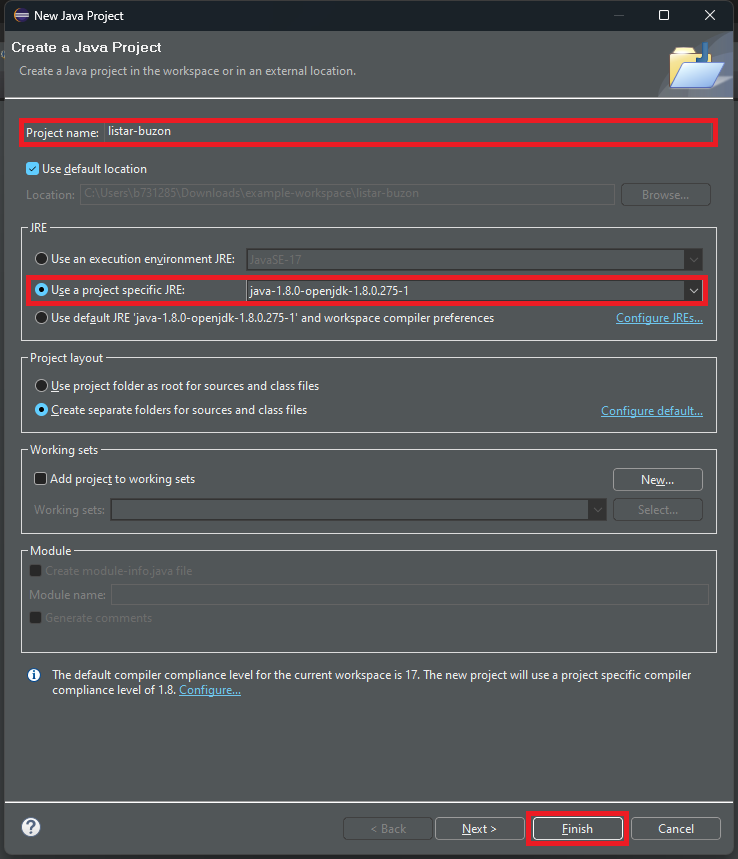 New Java Project
Create a Java Project
Create a Java project in the workspace or in an external location.
Project name: listar-buzon
Use default location
Location: C:\Users\b731285\Downloads\example-workspace\listar-buzon Browse...
JRE
Use an execution environment JRE: JavaSE-17
Use a project specific JRE: java-1.8.0-openjdk-1.8.0.275-1
Use default JRE 'java-1.8.0-openjdk-1.8.0.275-1' and workspace compiler preferences Configure JREs...
Project layout
Use project folder as root for sources and class files
Create separate folders for sources and class files Configure default...
Working sets
Add project to working sets New...
Working sets: Select...
Module
Create module-info.java file
Module name:
Generate comments
The default compiler compliance level for the current workspace is 17. The new project will use a project specific compiler
compliance level of 1.8. Configure...
< Back Next > Finish Cancel